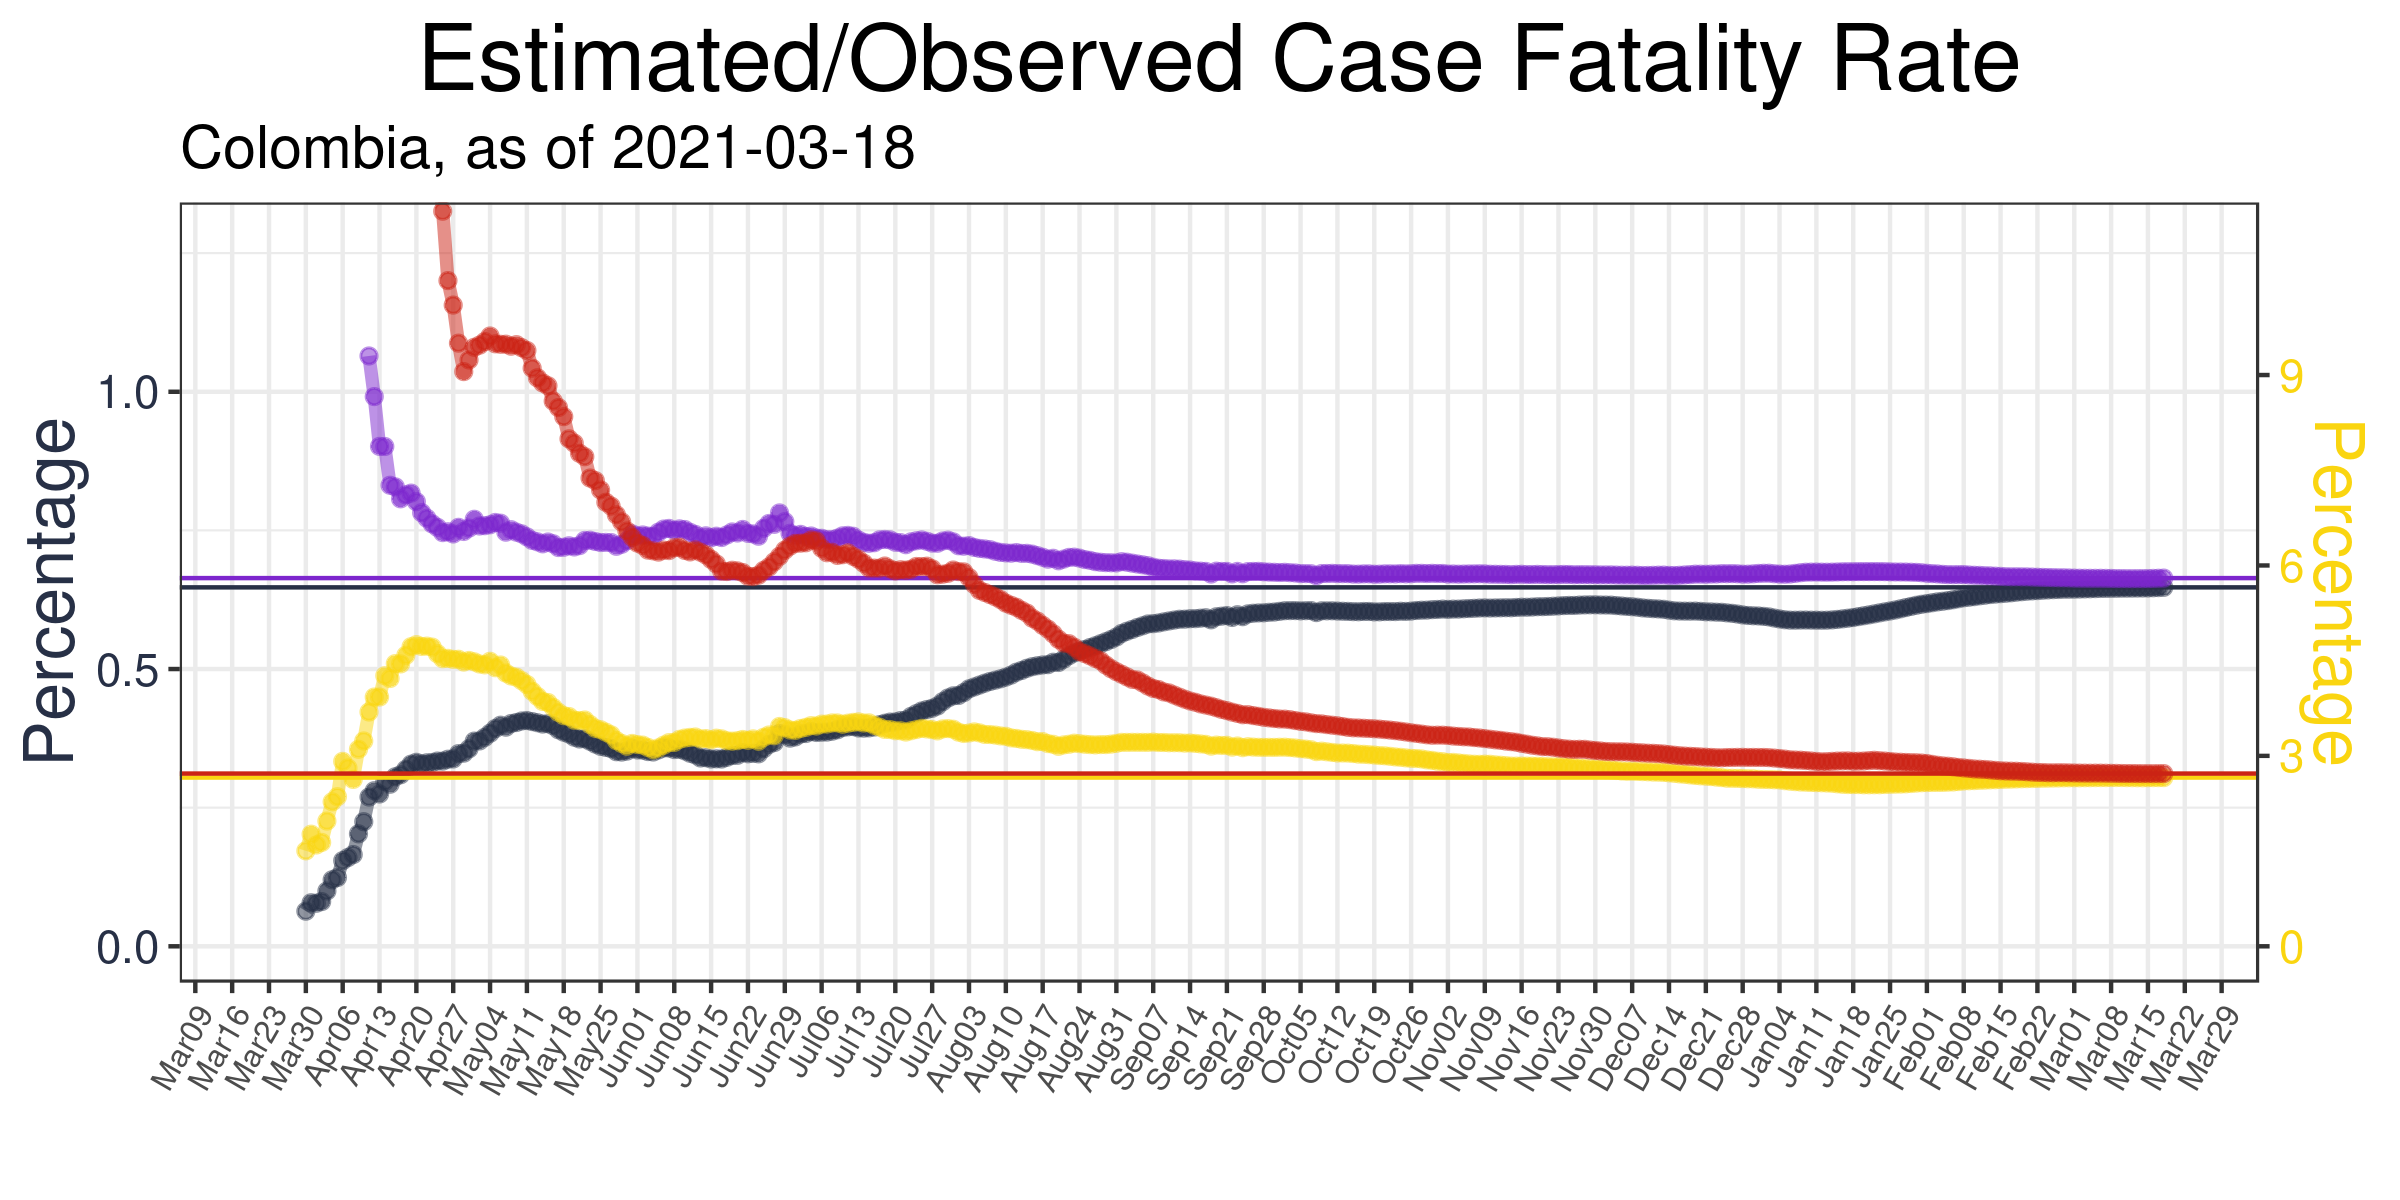 Estimated/Observed Case Fatality Rate
Colombia, as of 2021-03-18
Percentage
1.0
0.5
0.0
9
6
3
0
Percentage
Mar09 Mar16 Mar23 Mar30 Apr06 Apr13 Apr20 Apr27 May04 May11 May18 May25 Jun01 Jun08 Jun15 Jun22 Jun29 Jul06 Jul13 Jul20 Jul27 Aug03 Aug10 Aug17 Aug24 Aug31 Sep07 Sep14 Sep21 Sep28 Oct05 Oct12 Oct19 Oct26 Nov02 Nov09 Nov16 Nov23 Nov30 Dec07 Dec14 Dec21 Dec28 Jan04 Jan11 Jan18 Jan25 Feb01 Feb08 Feb15 Feb22 Mar01 Mar08 Mar15 Mar22 Mar29